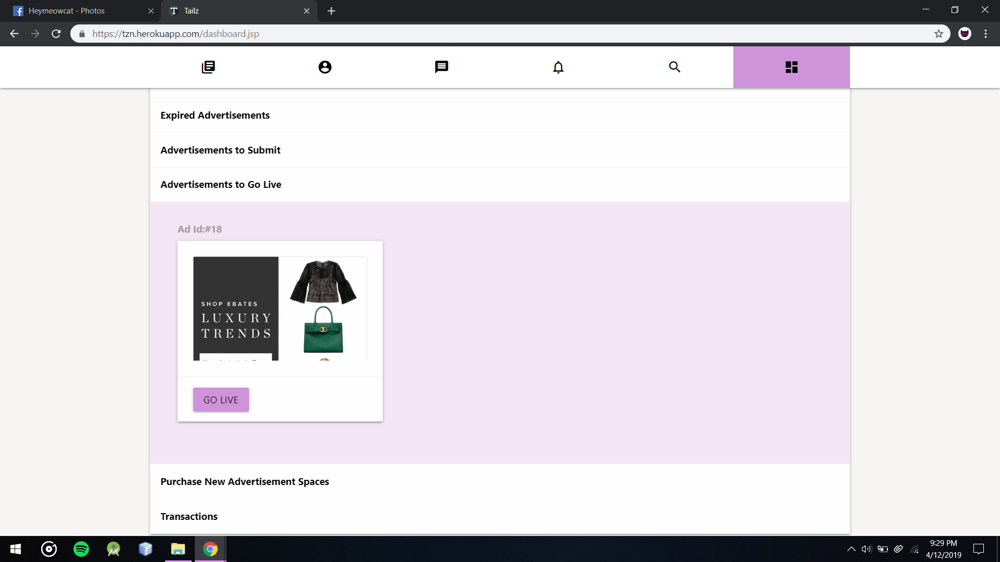 Heymeowcat - Photos
Tailz
https://tzn.herokuapp.com/dashboard.jsp
Expired Advertisements
Advertisements to Submit
Advertisements to Go Live
Ad Id:#18
SHOP EBATES
LUXURY
TRENDS
GO LIVE
Purchase New Advertisement Spaces
Transactions
9:29 PM
4/12/2019